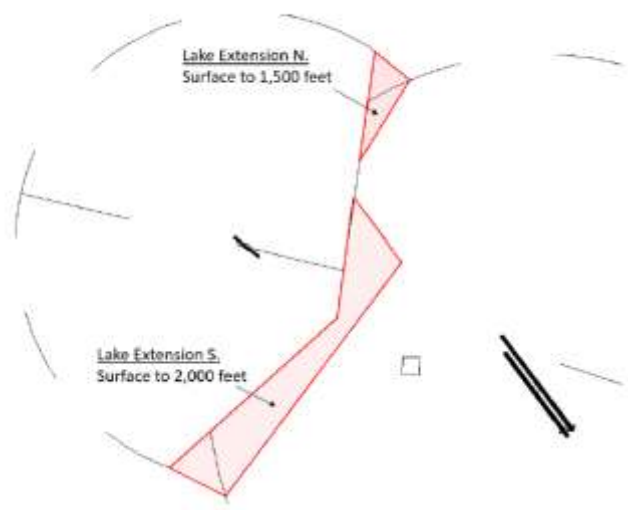 Lake Extension N.
Surface to 1,500 feet
Lake Extension S.
Surface to 2,000 feet